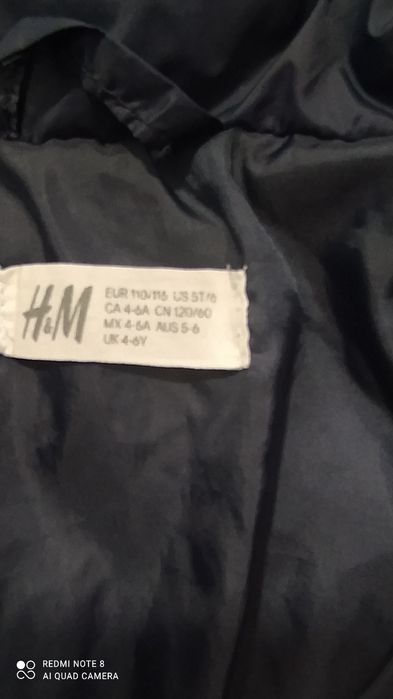 H&M
EUR 110/116 US 5T/6
CA 4-6A CN 120/60
MX 4-6A AUS 5-6
UK 4-6Y
REDMI NOTE 8
AI QUAD CAMERA